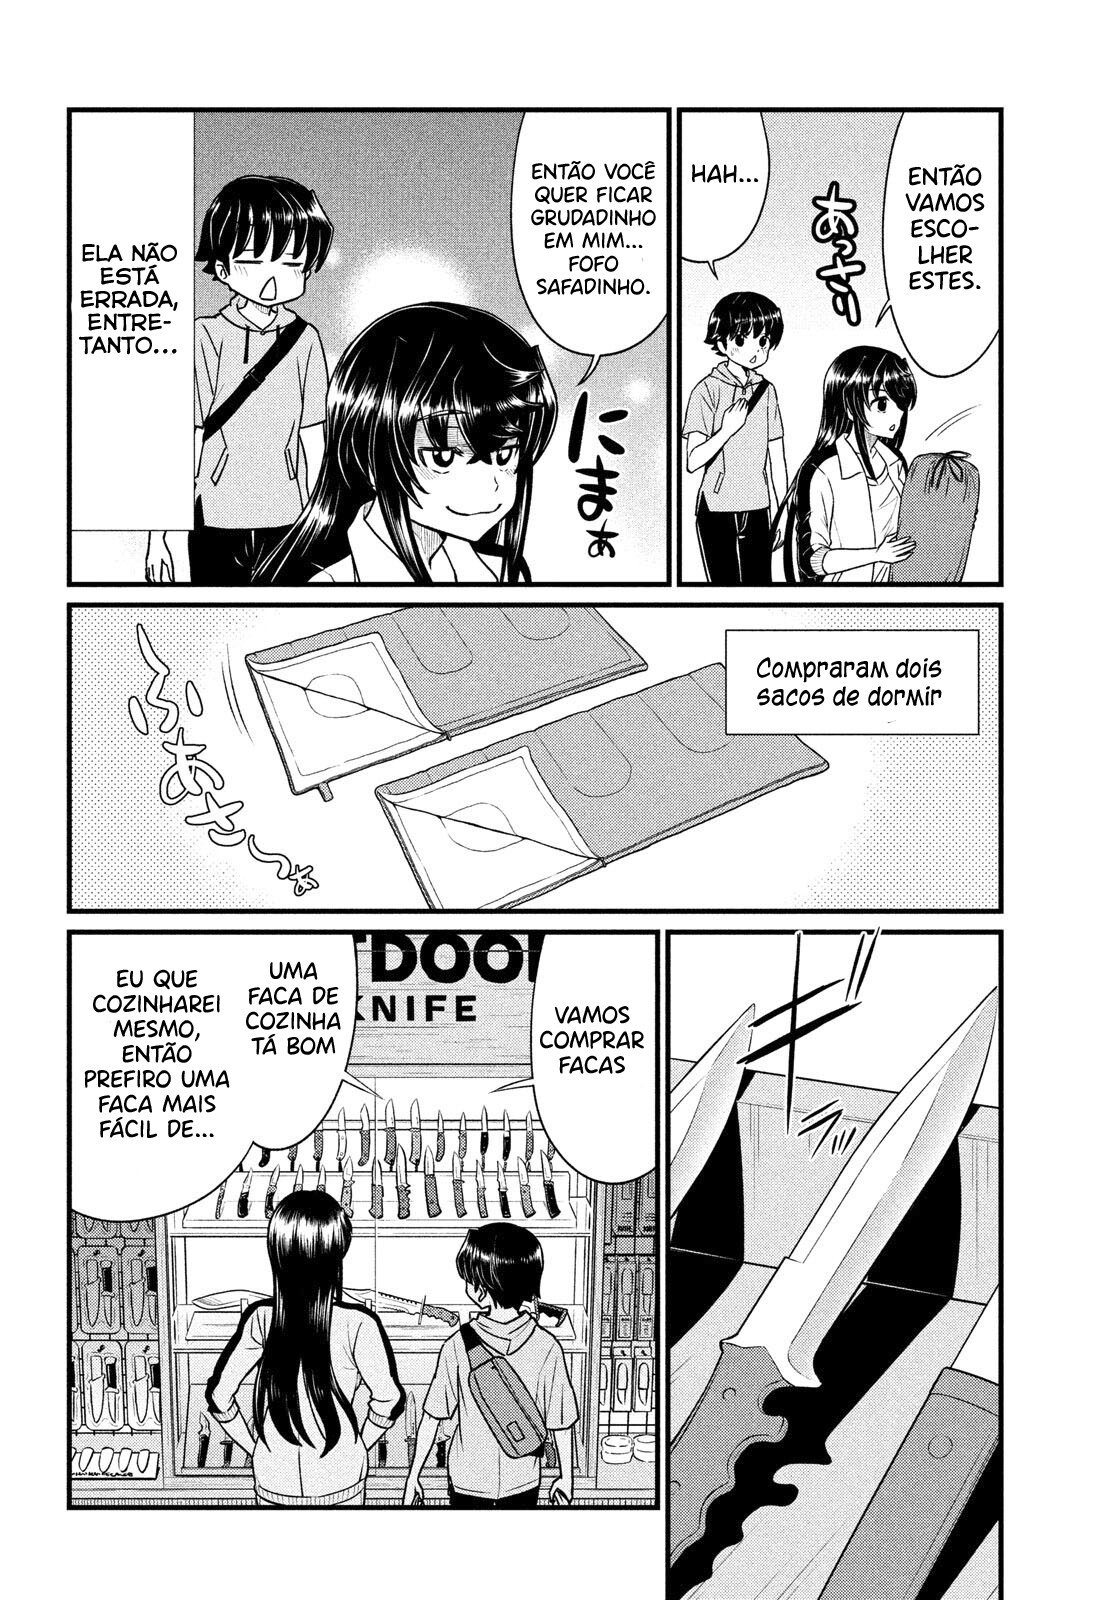 ENTÃO
VAMOS
ESCO-
LHER
ESTES.
あっさり
HAH...
ENTÃO VOCÊ
QUER FICAR
GRUDADINHO
EM MIM...
FOFO
SAFADINHO.
にまぁ
ELA NÃO
ESTÁ
ERRADA,
ENTRE-
TANTO...
Compraram dois
sacos de dormir
ふぁさっぁ
TDOO
KNIFE
VAMOS
COMPRAR
FACAS
UMA
FACA DE
COZINHA
TÁ BOM
EU QUE
COZINHAREI
MESMO,
ENTÃO
PREFIRO UMA
FACA MAIS
FÁCIL DE...